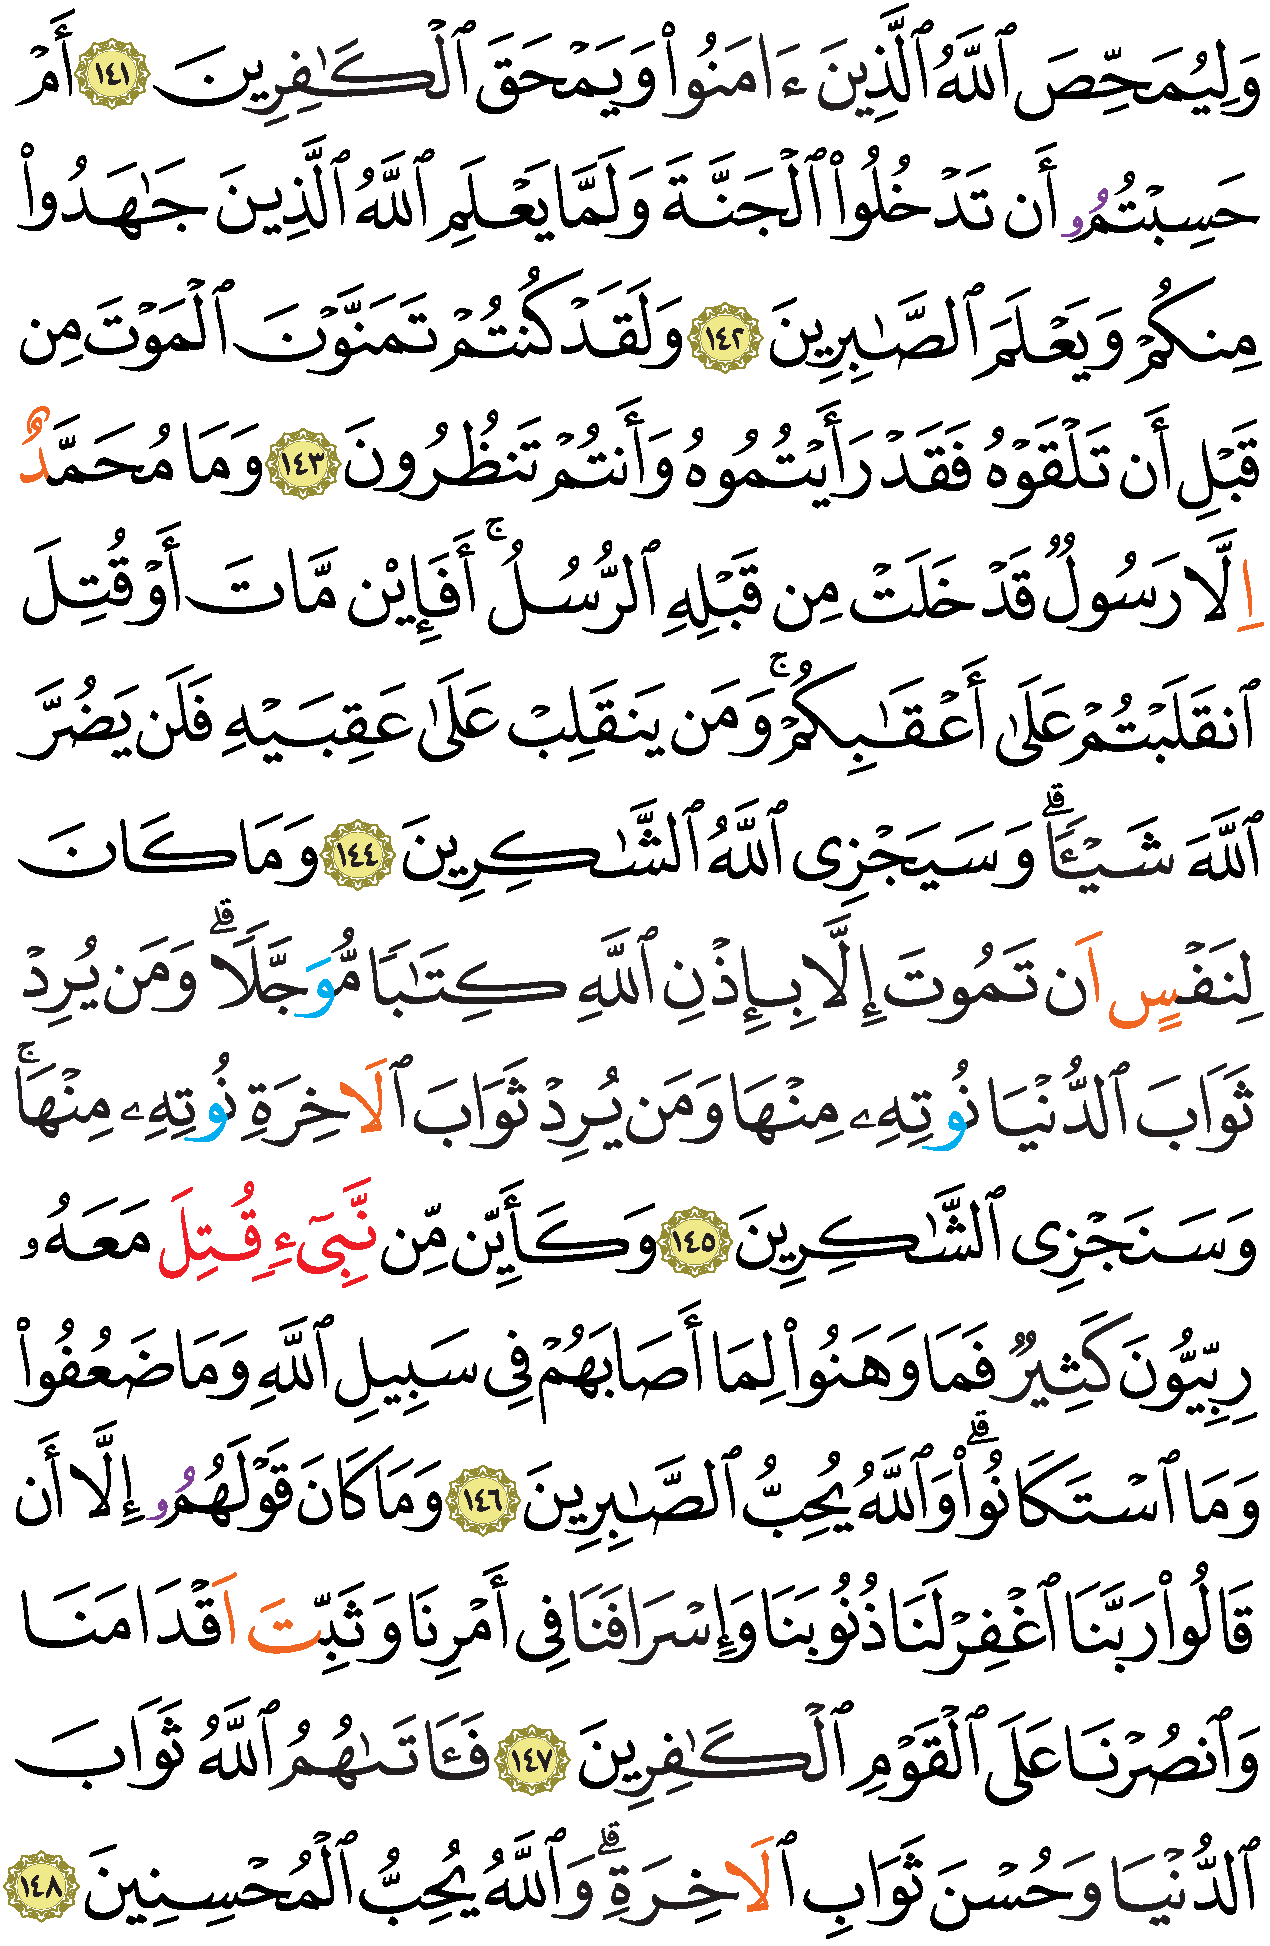 وَلِيُمَحِّصَ ٱللَّهُ ٱلَّذِينَ ءَامَنُواْ وَيَمْحَقَ ٱلْكَٰفِرِينَ ١٤١ أَمْ
حَسِبْتُمُۥ أَن تَدْخُلُواْ ٱلْجَنَّةَ وَلَمَّا يَعْلَمِ ٱللَّهُ ٱلَّذِينَ جَٰهَدُواْ
مِنكُمْ وَيَعْلَمَ ٱلصَّٰبِرِينَ ١٤٢ وَلَقَدْ كُنتُمْ تَمَنَّوْنَ ٱلْمَوْتَ مِن
قَبْلِ أَن تَلْقَوْهُ فَقَدْ رَأَيْتُمُوهُ وَأَنتُمْ تَنظُرُونَ ١٤٣ وَمَا مُحَمَّدٌ
اِلَّا رَسُولٌ قَدْ خَلَتْ مِن قَبْلِهِ ٱلرُّسُلُ ۚ أَفَإِيْن مَّاتَ أَوْ قُتِلَ
ٱنقَلَبْتُمْ عَلَىٰ أَعْقَٰبِكُمْ ۚ وَمَن يَنقَلِبْ عَلَىٰ عَقِبَيْهِ فَلَن يَضُرَّ
ٱللَّهَ شَيْـًٔا ۗ وَسَيَجْزِى ٱللَّهُ ٱلشَّٰكِرِينَ ١٤٤ وَمَا كَانَ
لِنَفْسٍ اَن تَمُوتَ إِلَّا بِإِذْنِ ٱللَّهِ كِتَٰبًا مُّوَجَّلًا ۗ وَمَن يُرِدْ
ثَوَابَ ٱلدُّنْيَا نُوتِهِۦ مِنْهَا وَمَن يُرِدْ ثَوَابَ ٱلَاخِرَةِ نُوتِهِۦ مِنْهَا ۚ
وَسَنَجْزِى ٱلشَّٰكِرِينَ ١٤٥ وَكَأَيِّن مِّن نَّبِىٓءٍ قُتِلَ مَعَهُۥ
رِبِّيُّونَ كَثِيرٌ فَمَا وَهَنُواْ لِمَا أَصَابَهُمْ فِى سَبِيلِ ٱللَّهِ وَمَا ضَعُفُواْ
وَمَا ٱسْتَكَانُواْ ۗ وَٱللَّهُ يُحِبُّ ٱلصَّٰبِرِينَ ١٤٦ وَمَا كَانَ قَوْلَهُمُۥ إِلَّا أَن
قَالُواْ رَبَّنَا ٱغْفِرْ لَنَا ذُنُوبَنَا وَإِسْرَافَنَا فِى أَمْرِنَا وَثَبِّتَ اَقْدَامَنَا
وَٱنصُرْنَا عَلَى ٱلْقَوْمِ ٱلْكَٰفِرِينَ ١٤٧ فَـَٔاتَىٰهُمُ ٱللَّهُ ثَوَابَ
ٱلدُّنْيَا وَحُسْنَ ثَوَابِ ٱلَاخِرَةِ ۗ وَٱللَّهُ يُحِبُّ ٱلْمُحْسِنِينَ ١٤٨